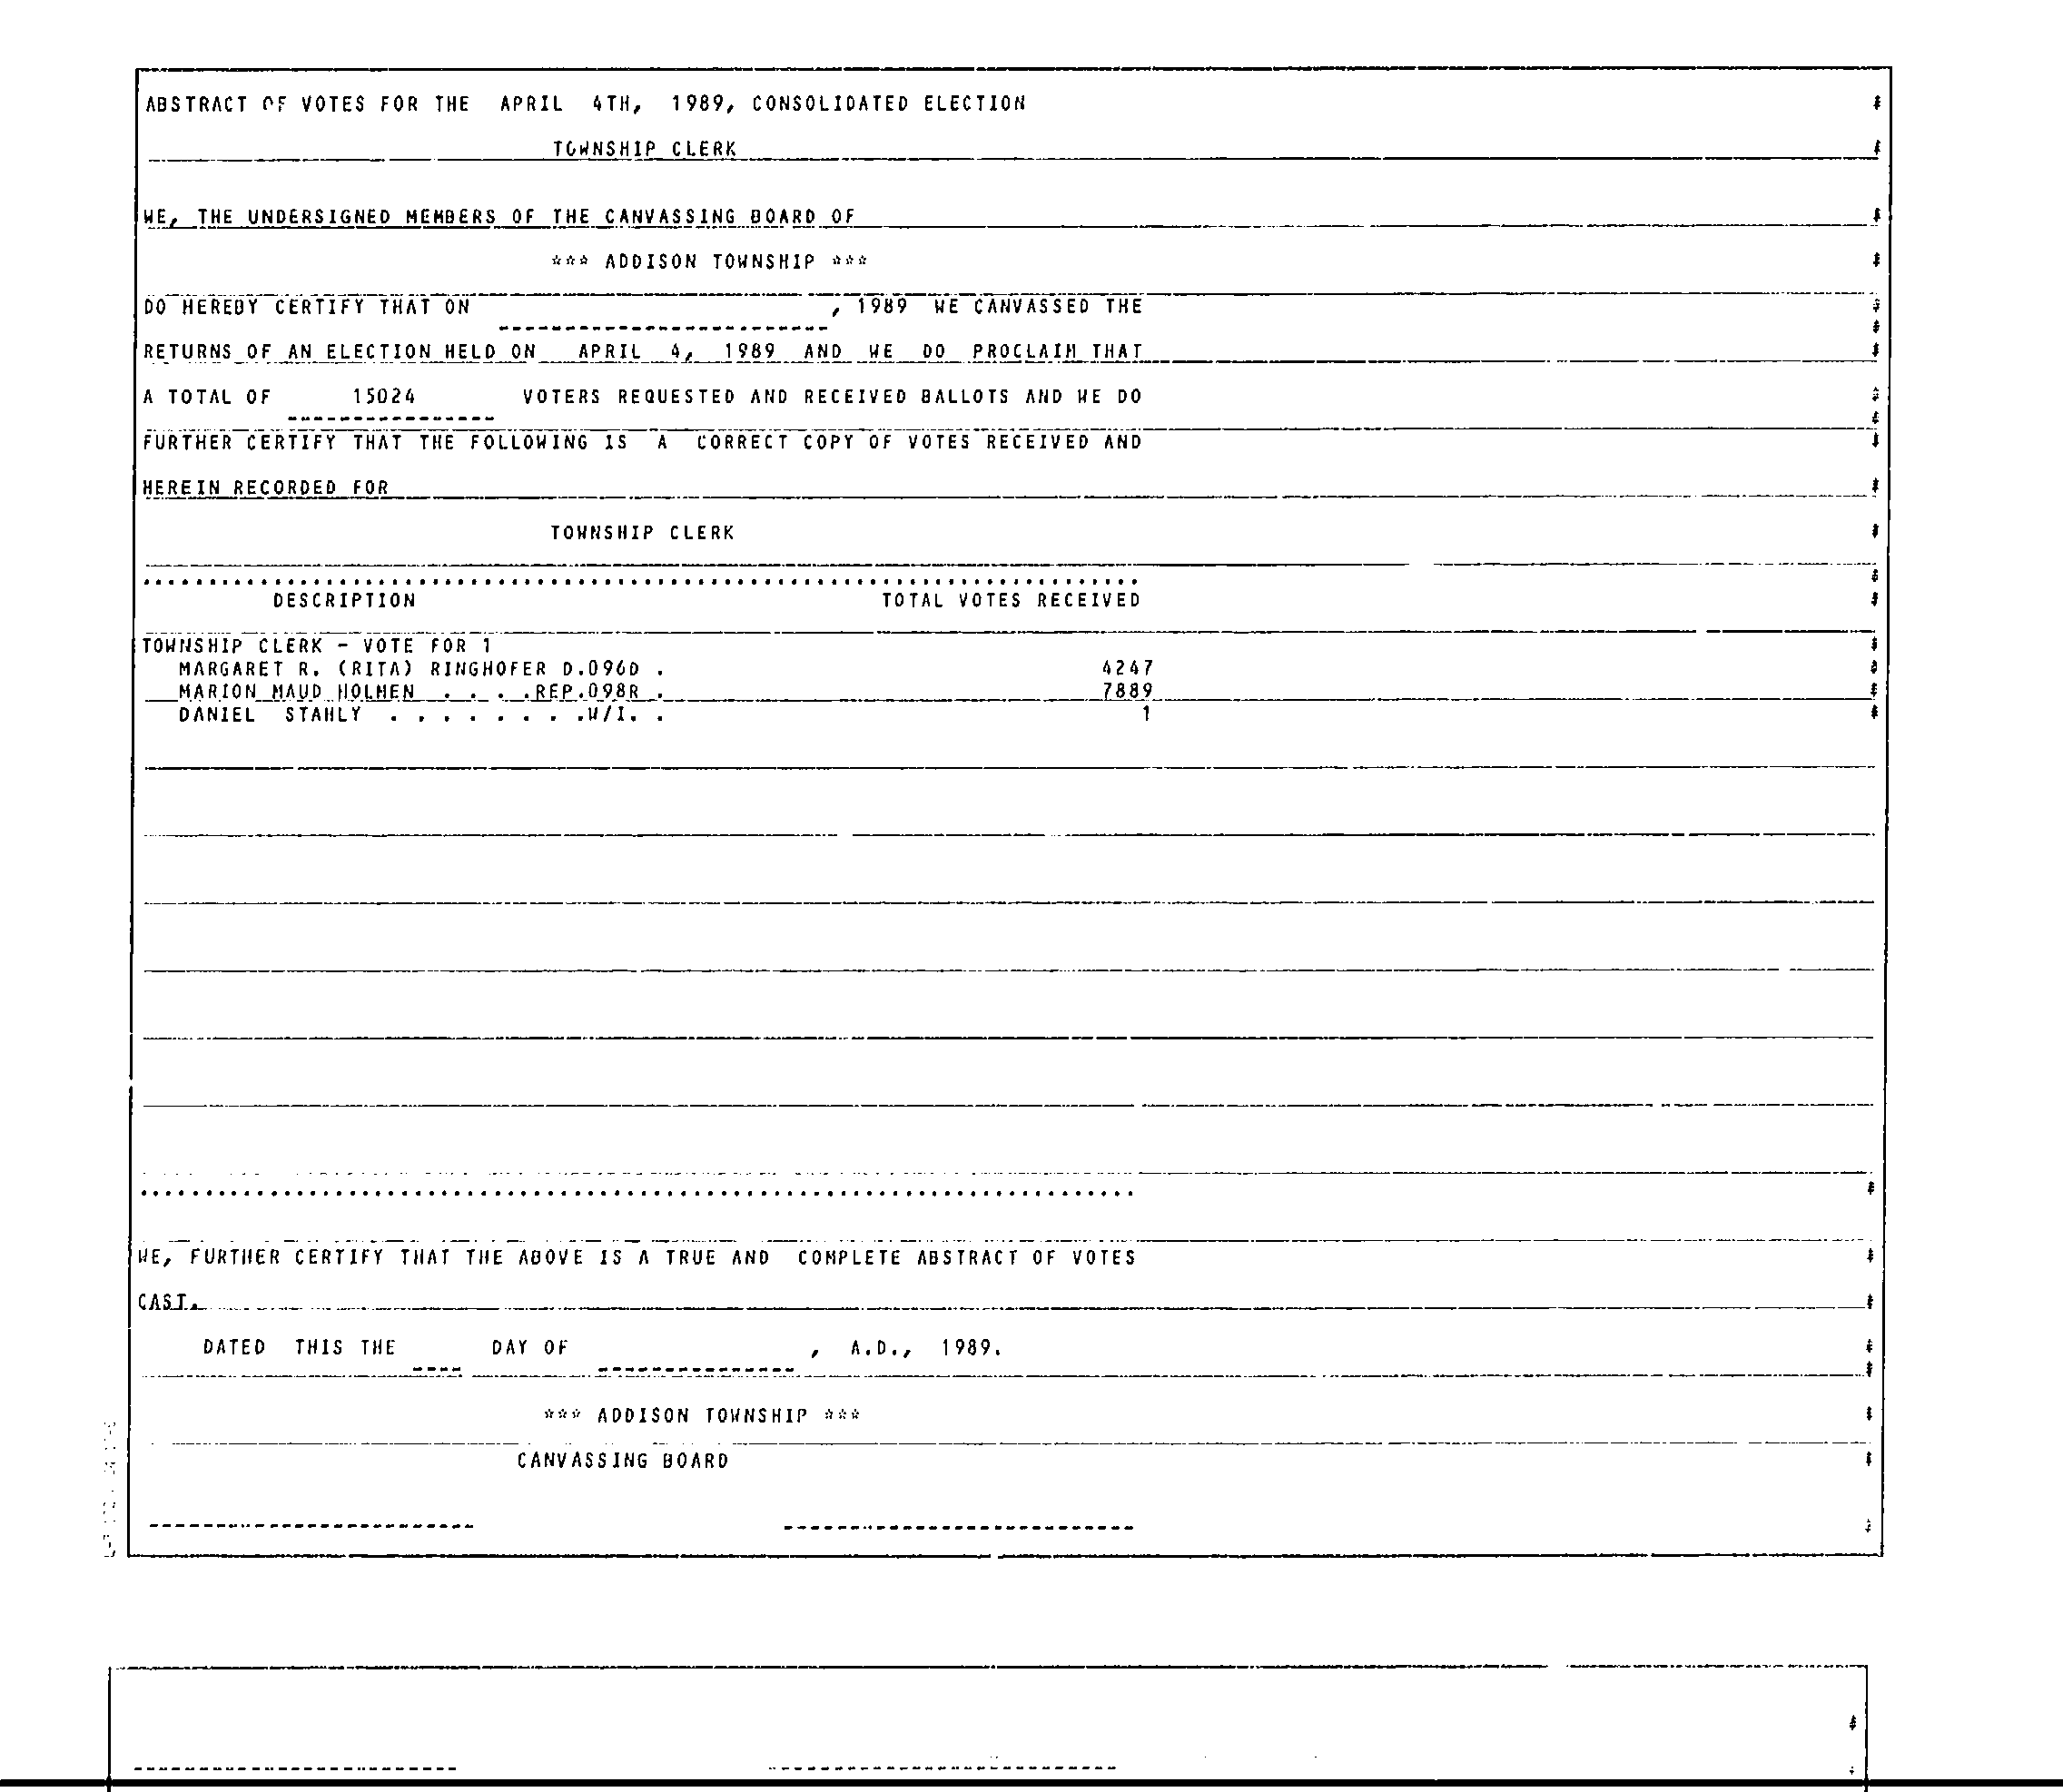 ABSTRACT OF VOTES FOR THE APRIL 4TH, 1989, CONSOLIDATED ELECTION
TOWNSHIP CLERK
WE, THE UNDERSIGNED MEMBERS OF THE CANVASSING BOARD OF
*** ADDISON TOWNSHIP ***
DO HEREBY CERTIFY THAT ON , 1989 WE CANVASSED THE
RETURNS OF AN ELECTION HELD ON APRIL 4, 1989 AND WE DO PROCLAIM THAT
A TOTAL OF 15024 VOTERS REQUESTED AND RECEIVED BALLOTS AND WE DO
FURTHER CERTIFY THAT THE FOLLOWING IS A CORRECT COPY OF VOTES RECEIVED AND
HEREIN RECORDED FOR
TOWNSHIP CLERK
DESCRIPTION TOTAL VOTES RECEIVED
TOWNSHIP CLERK - VOTE FOR 1
MARGARET R. (RITA) RINGHOFER D.096D . 4247
MARION MAUD HOLMEN . . . .REP.098R . 7889
DANIEL STAHLY . . . . . . . .W/I. . 1
WE, FURTHER CERTIFY THAT THE ABOVE IS A TRUE AND COMPLETE ABSTRACT OF VOTES
CAST.
DATED THIS THE ---- DAY OF , A.D., 1989.
*** ADDISON TOWNSHIP ***
CANVASSING BOARD